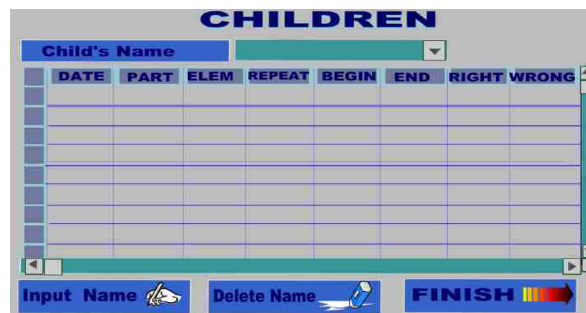 CHILDREN
Child's Name
DATE PART ELEM REPEAT BEGIN END RIGHT WRONG
Input Name Delete Name FINISH